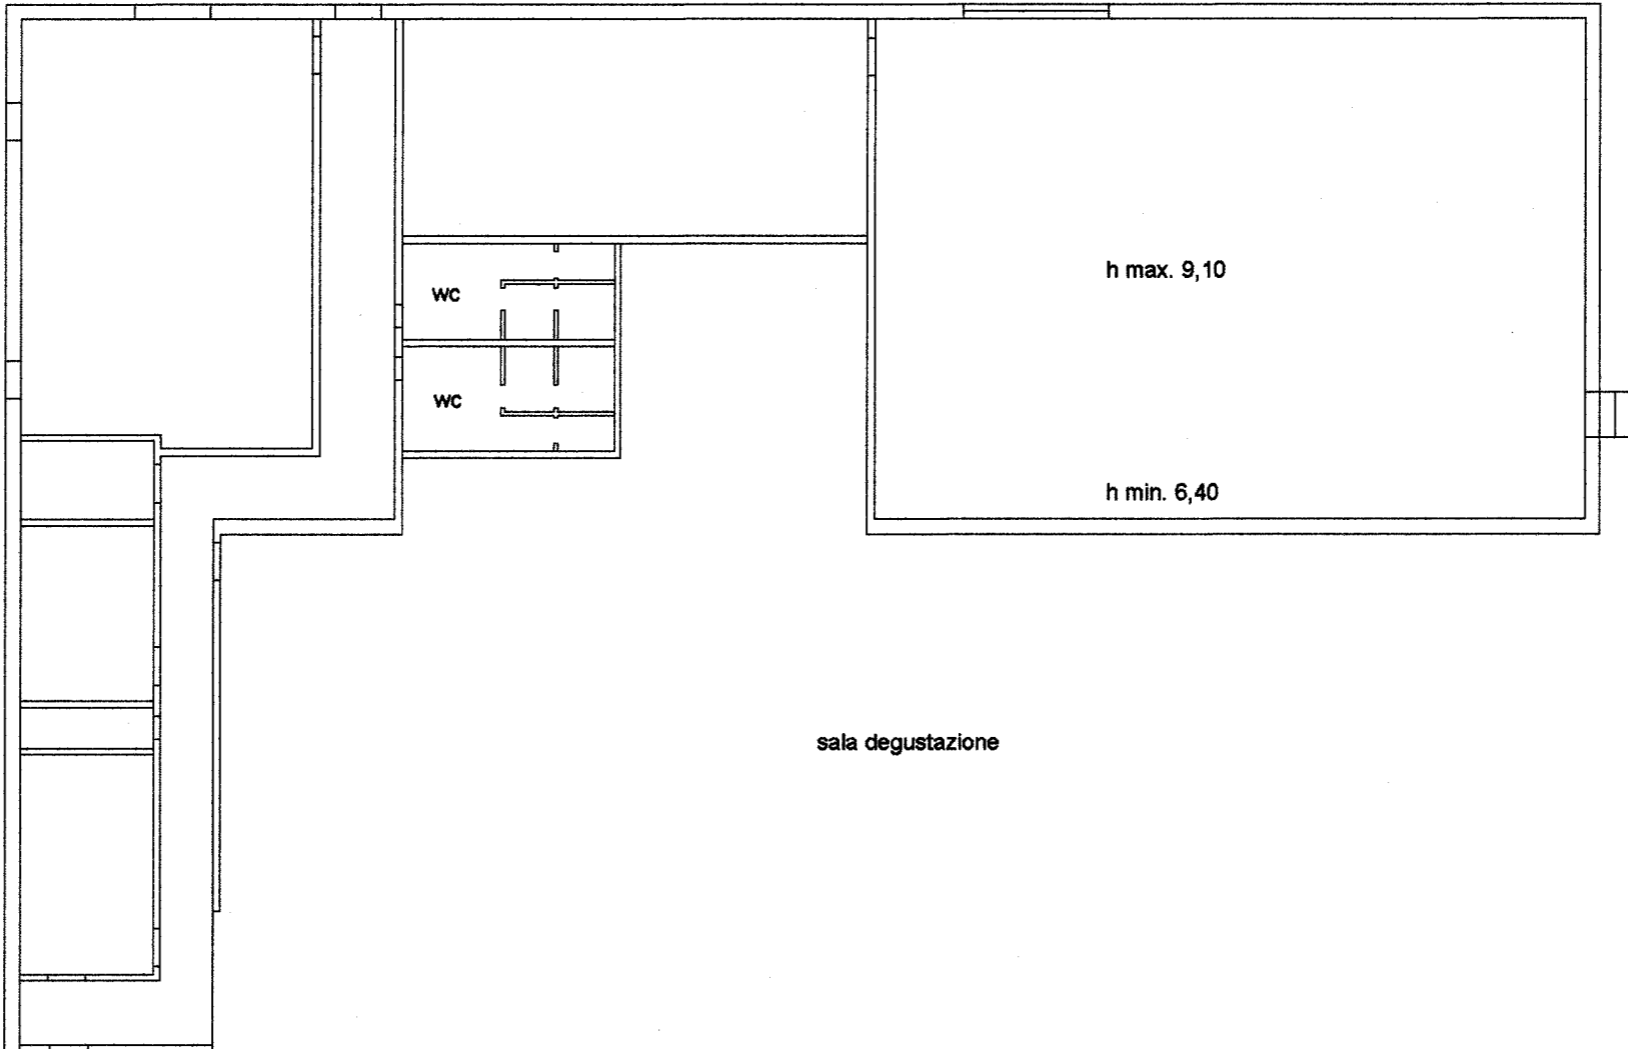 h max. 9,10
wc
wc
h min. 6,40
sala degustazione